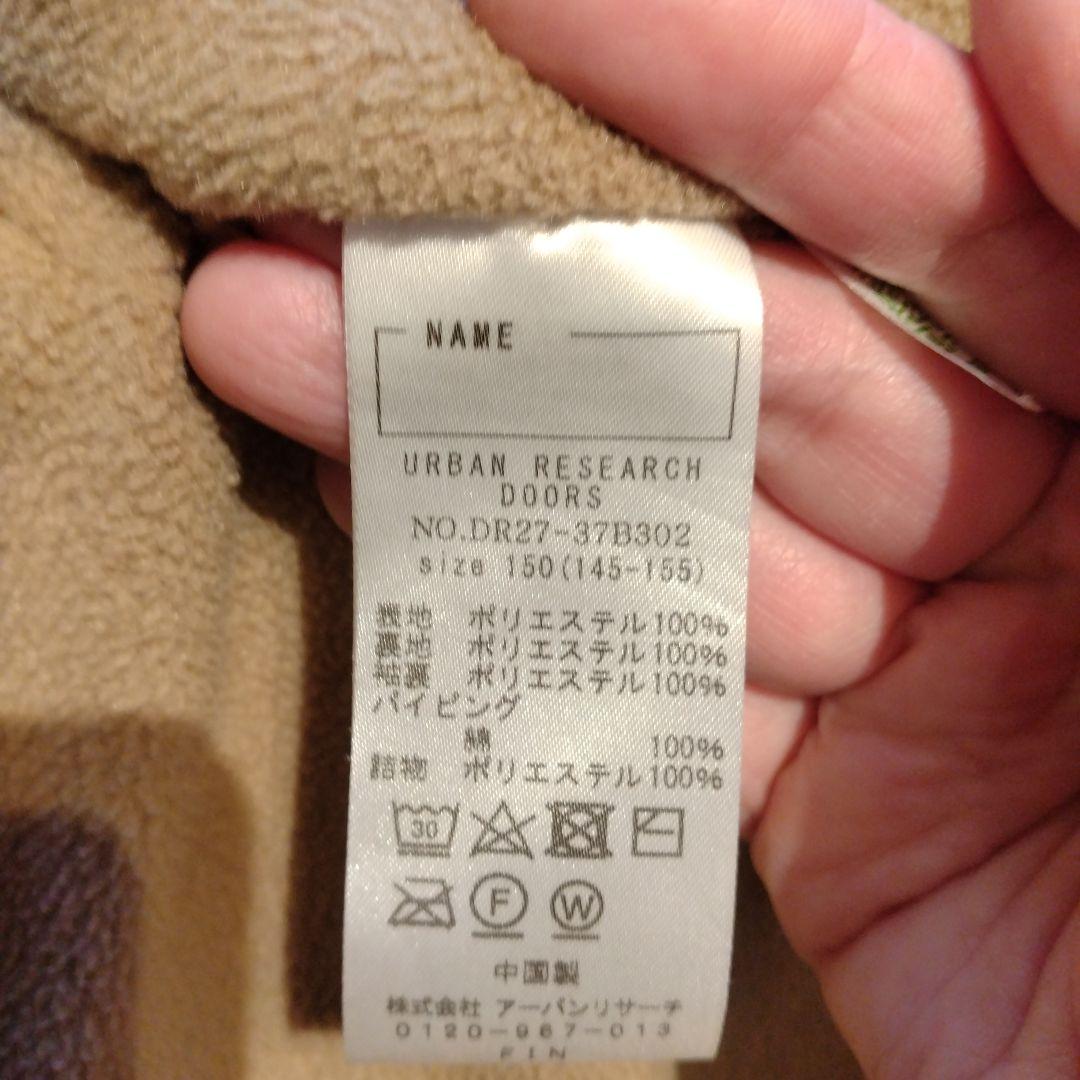 NAME
URBAN RESEARCH
DOORS
NO.DR27-37B302
size 150(145-155)
表地 ポリエステル100%
裏地 ポリエステル100%
袖裏 ポリエステル100%
パイピング
綿 100%
詰物 ポリエステル100%
30
F W
中国製
株式会社 アーバンリサーチ
0120-967-013
FIN